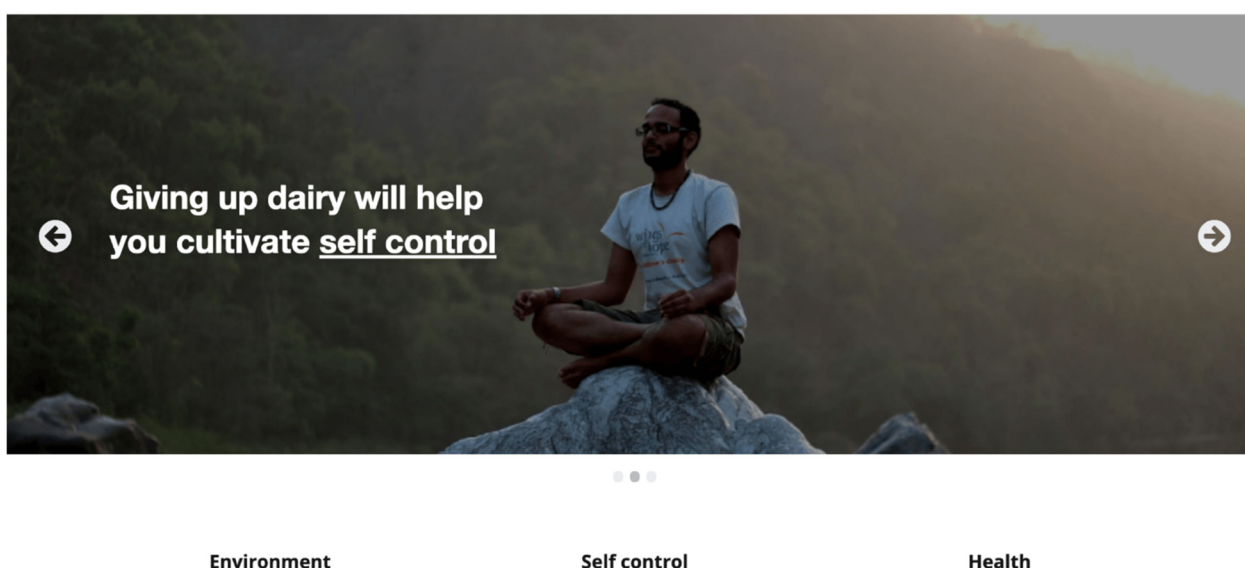 Giving up dairy will help
you cultivate self control
Environment
Self control
Health